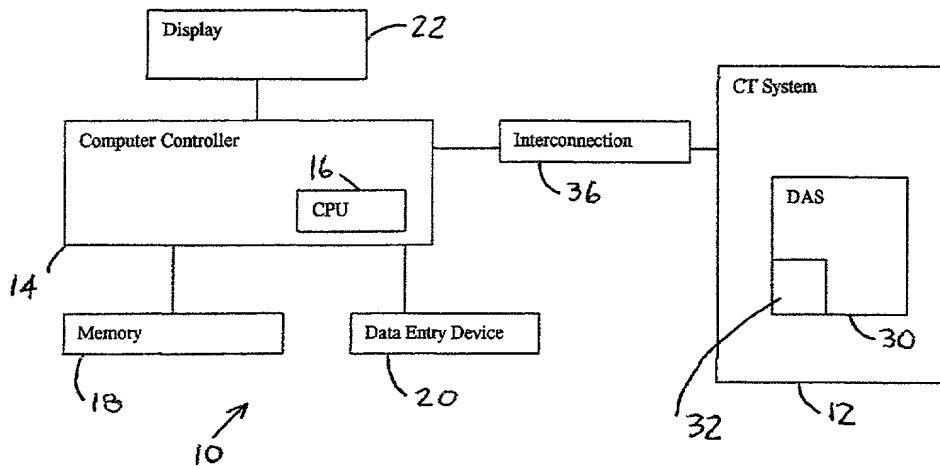 Display
22
CT System
Computer Controller
Interconnection
16
CPU
36
DAS
14
Memory
Data Entry Device
18
20
32
30
12
10